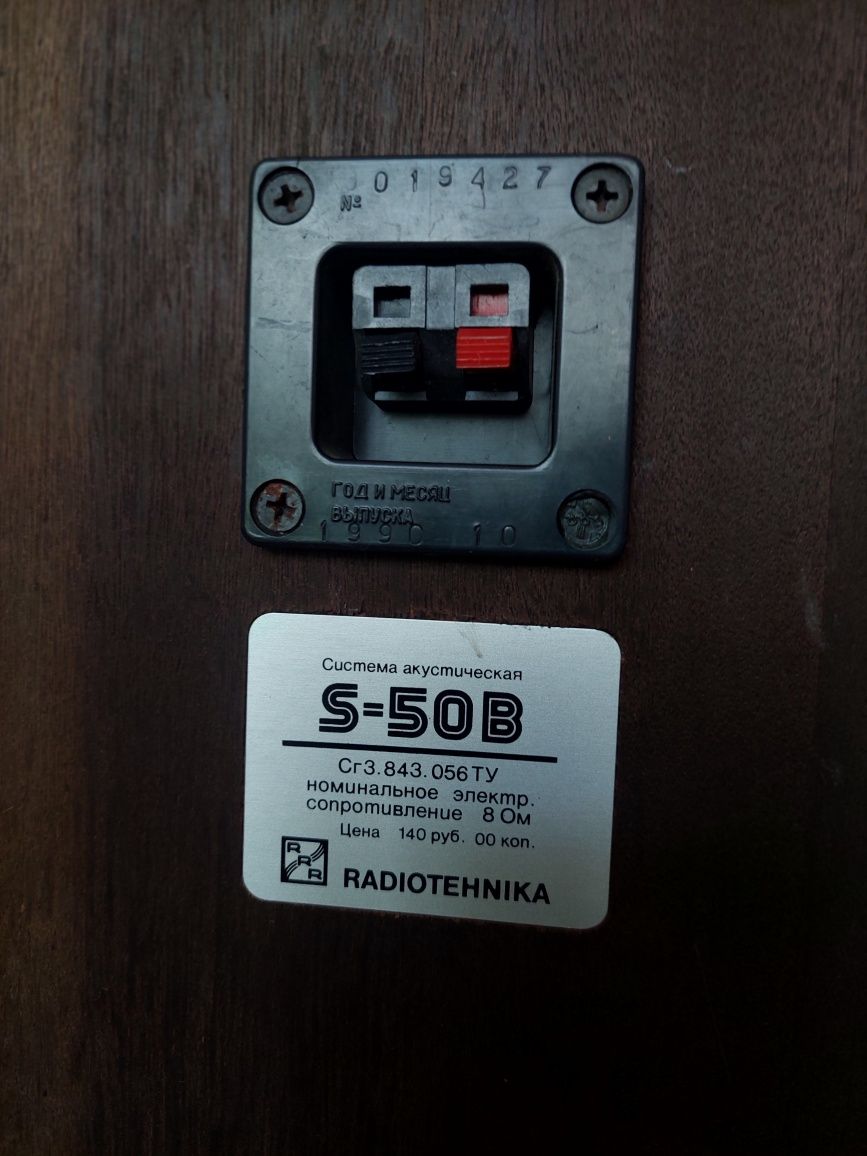 № 019427
ГОД И МЕСЯЦ
ВЫПУСКА
1990 10
Система акустическая
S-50B
Сг3.843.056ТУ
номинальное электр.
сопротивление 8 Ом
Цена 140 руб. 00 коп.
RRR
RADIOTEHNIKA